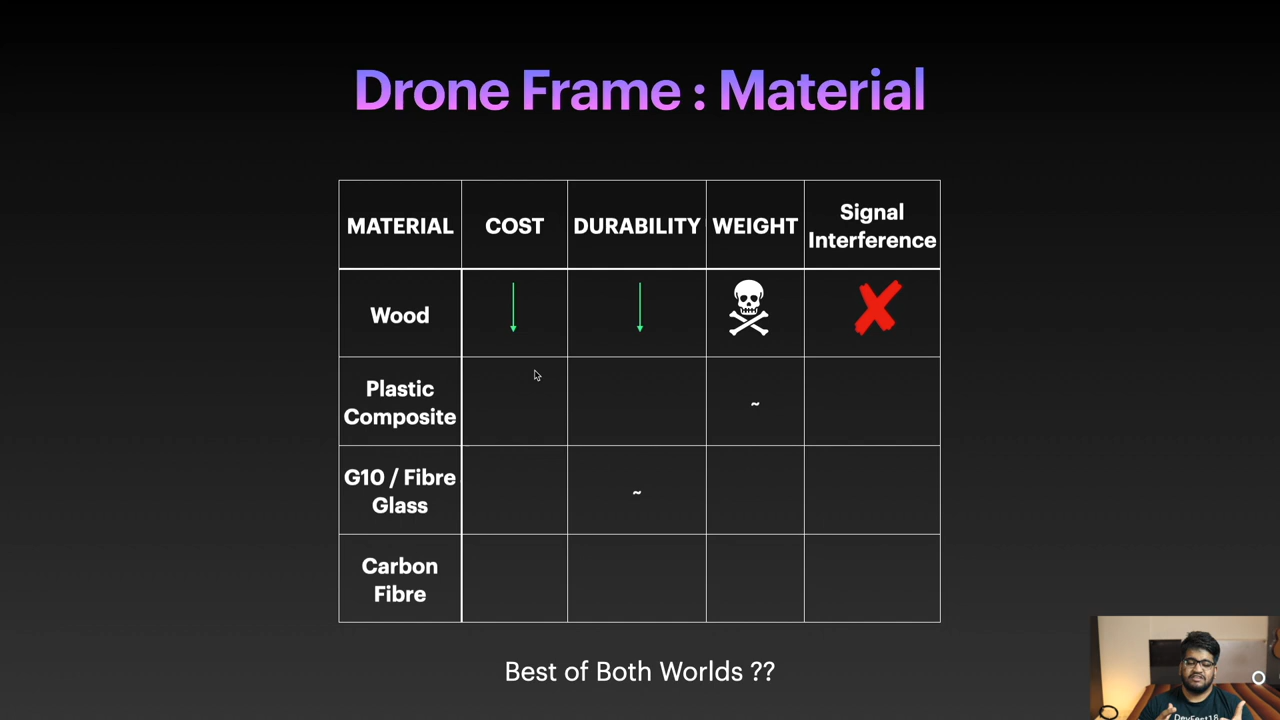 Drone Frame : Material
MATERIAL COST DURABILITY WEIGHT Signal Interference
Wood
Plastic Composite ~
G10 / Fibre Glass ~
Carbon Fibre
Best of Both Worlds ??
DevFest18